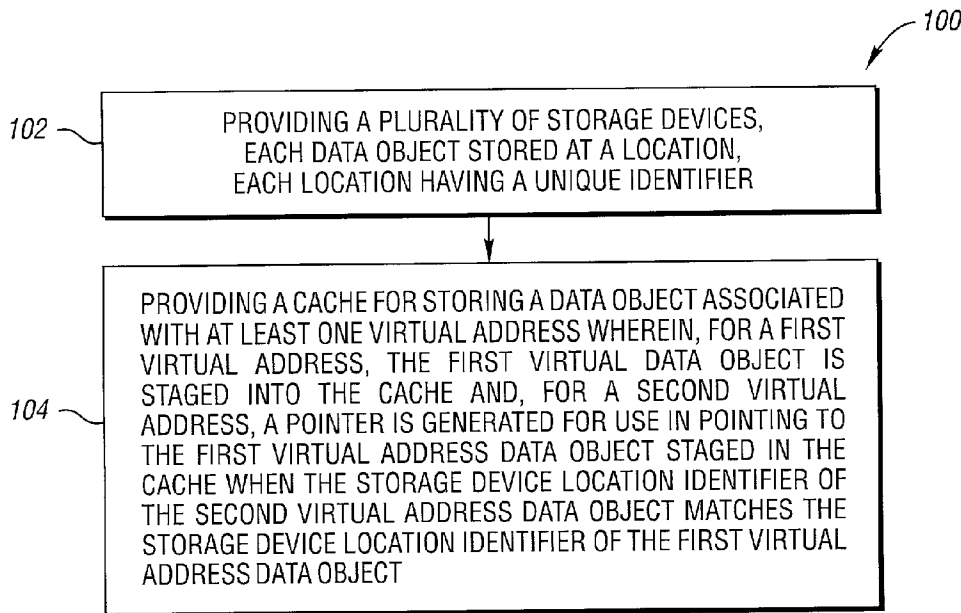 100
102
PROVIDING A PLURALITY OF STORAGE DEVICES,
EACH DATA OBJECT STORED AT A LOCATION,
EACH LOCATION HAVING A UNIQUE IDENTIFIER
104
PROVIDING A CACHE FOR STORING A DATA OBJECT ASSOCIATED
WITH AT LEAST ONE VIRTUAL ADDRESS WHEREIN, FOR A FIRST
VIRTUAL ADDRESS, THE FIRST VIRTUAL DATA OBJECT IS
STAGED INTO THE CACHE AND, FOR A SECOND VIRTUAL
ADDRESS, A POINTER IS GENERATED FOR USE IN POINTING TO
THE FIRST VIRTUAL ADDRESS DATA OBJECT STAGED IN THE
CACHE WHEN THE STORAGE DEVICE LOCATION IDENTIFIER OF
THE SECOND VIRTUAL ADDRESS DATA OBJECT MATCHES THE
STORAGE DEVICE LOCATION IDENTIFIER OF THE FIRST VIRTUAL
ADDRESS DATA OBJECT